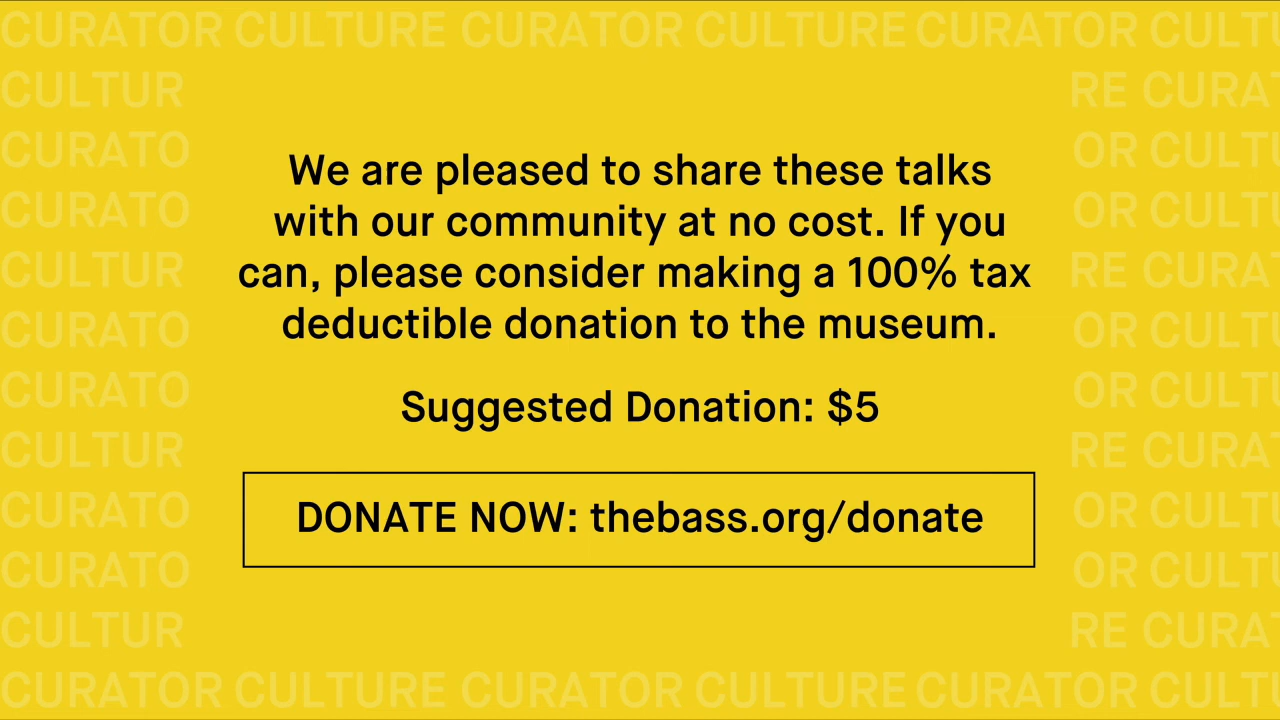 CURATOR CULTURE CURATOR CULTURE CURATOR CULTU
CULTUR RE CURAT
We are pleased to share these talks
CURATO OR CULTU
with our community at no cost. If you
CURATO OR CULTU
can, please consider making a 100% tax
CULTUR RE CURAT
deductible donation to the museum.
CURATO OR CULTU
Suggested Donation: $5
CURATO OR CULTU
CULTUR RE CURAT
DONATE NOW: thebass.org/donate
CURATO OR CULTU
CURATO OR CULTU
CULTUR RE CURAT
CURATOR CULTURE CURATOR CULTURE CURATOR CULTU